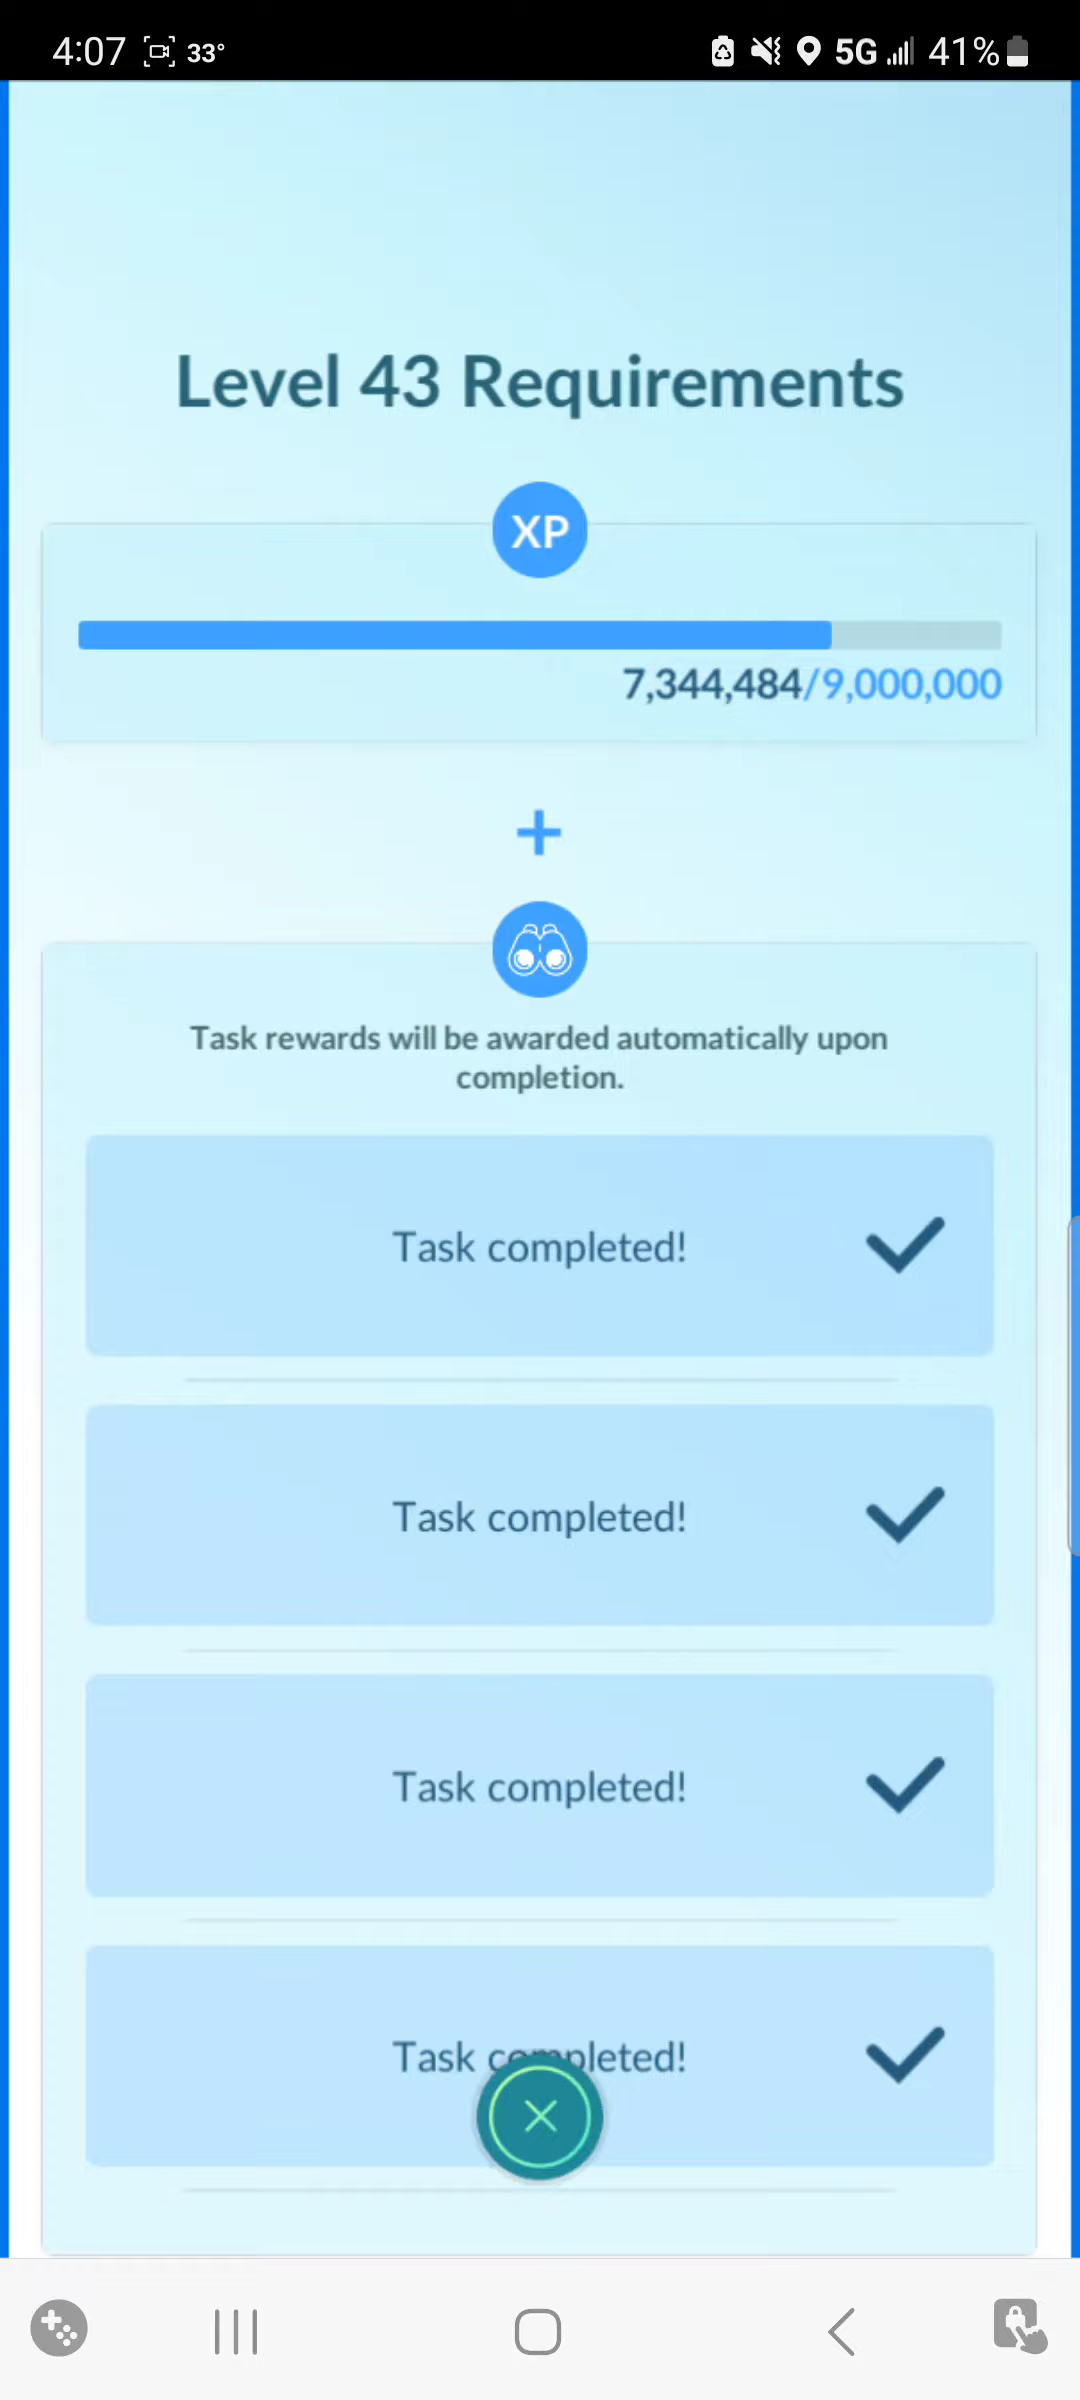 4:07 33° 5G 41%
Level 43 Requirements
XP
7,344,484/9,000,000
+
Task rewards will be awarded automatically upon
completion.
Task completed!
Task completed!
Task completed!
Task completed!